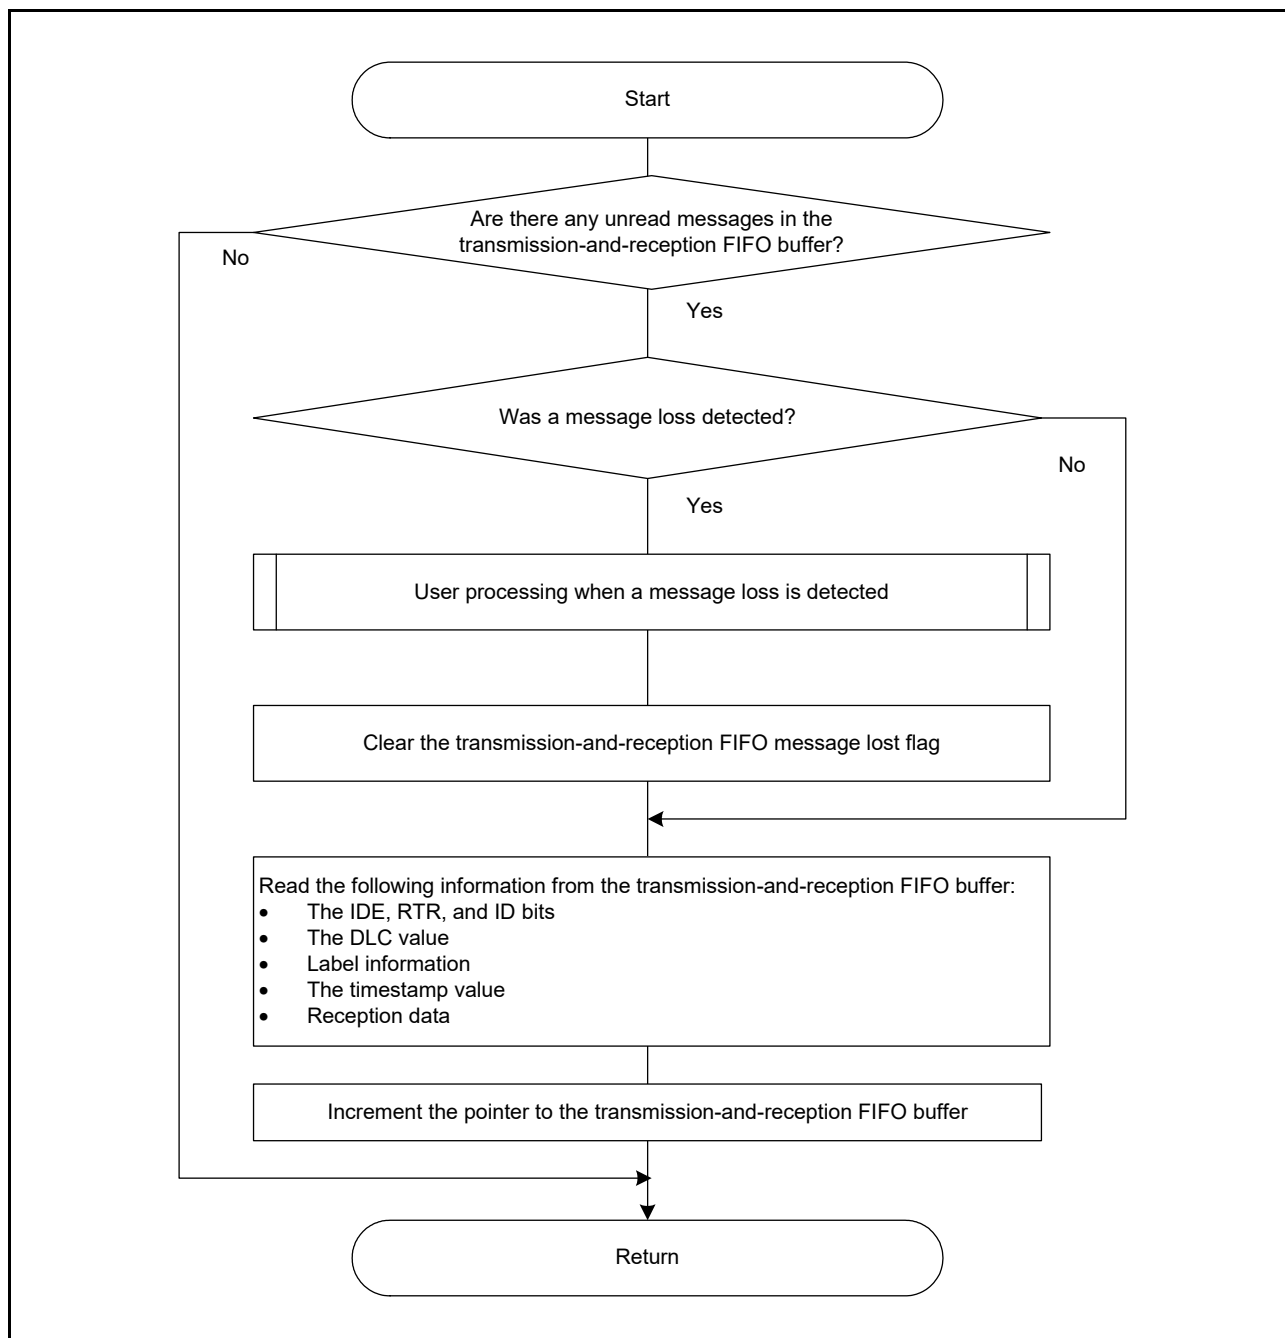 Start
Are there any unread messages in the
transmission-and-reception FIFO buffer?
No
Yes
Was a message loss detected?
No
Yes
User processing when a message loss is detected
Clear the transmission-and-reception FIFO message lost flag
Read the following information from the transmission-and-reception FIFO buffer:
• The IDE, RTR, and ID bits
• The DLC value
• Label information
• The timestamp value
• Reception data
Increment the pointer to the transmission-and-reception FIFO buffer
Return